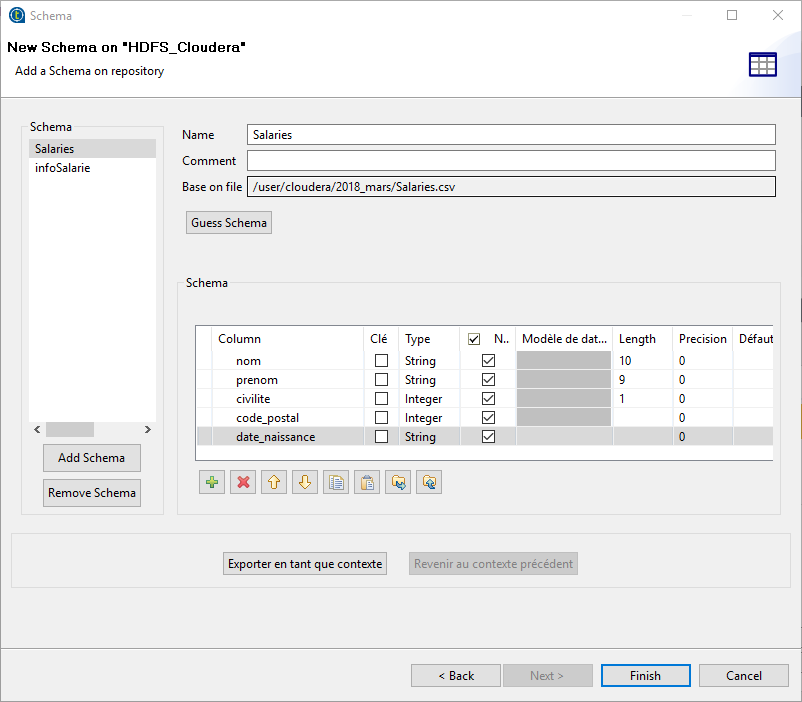 Schema
New Schema on "HDFS_Cloudera"
Add a Schema on repository
Schema
Salaries
infoSalarie
Add Schema
Remove Schema
Name Salaries
Comment
Base on file /user/cloudera/2018_mars/Salaries.csv
Guess Schema
Schema
Column Clé Type N.. Modèle de dat... Length Precision Défaut
nom String 10 0
prenom String 9 0
civilite Integer 1 0
code_postal Integer 0
date_naissance String 0
Exporter en tant que contexte Revenir au contexte précédent
< Back Next > Finish Cancel